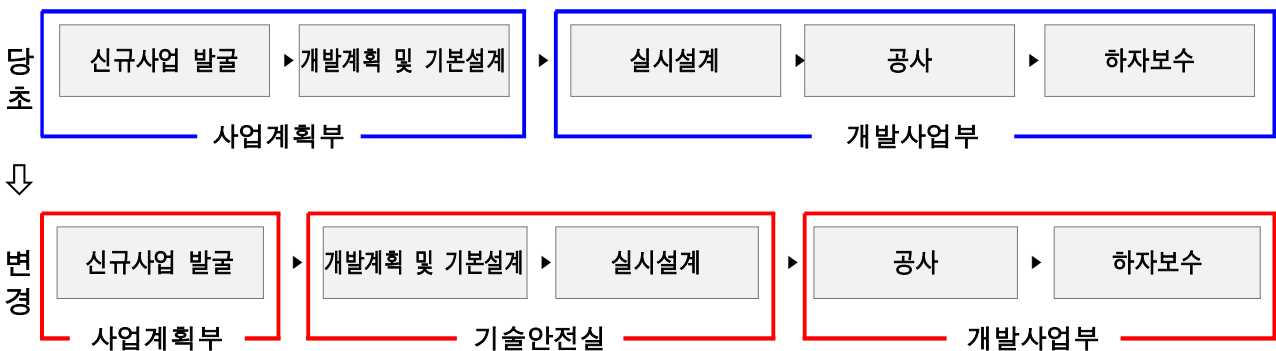 당초
신규사업 발굴
개발계획 및 기본설계
실시설계
공사
하자보수
사업계획부
개발사업부
변경
신규사업 발굴
개발계획 및 기본설계
실시설계
공사
하자보수
사업계획부
기술안전실
개발사업부